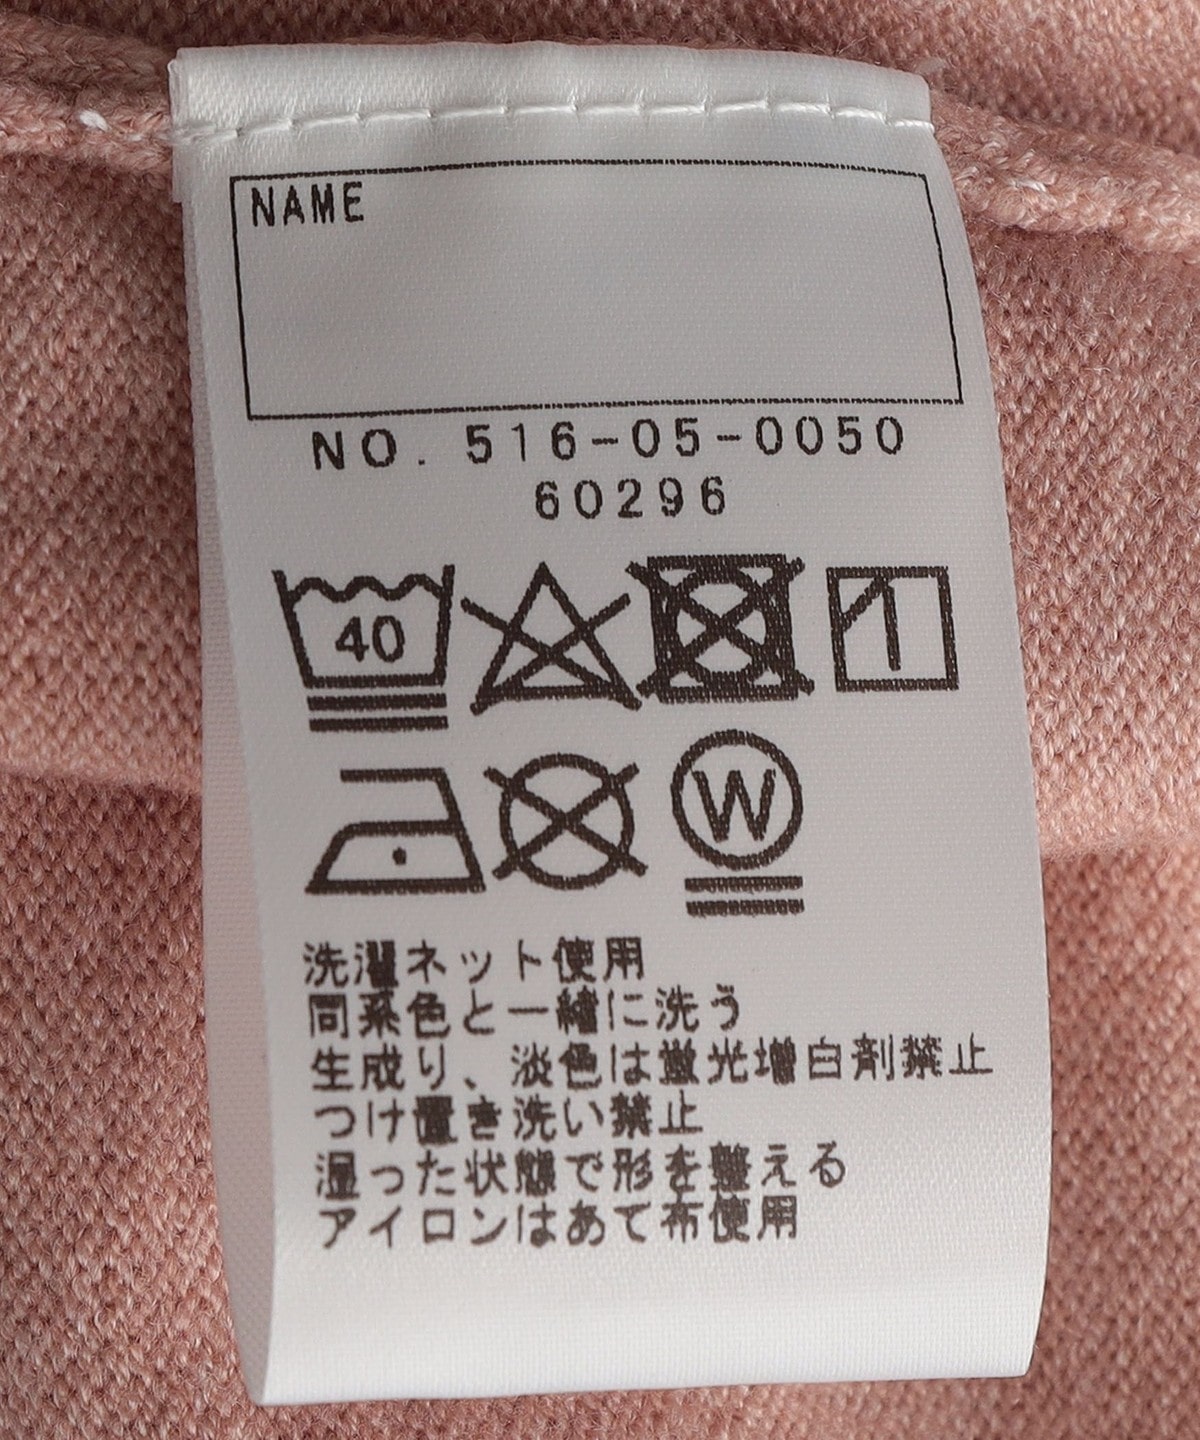 NAME
NO. 516-05-0050
60296
40
W
洗濯ネット使用
同系色と一緒に洗う
生成り、淡色は蛍光増白剤禁止
つけ置き洗い禁止
湿った状態で形を整える
アイロンはあて布使用